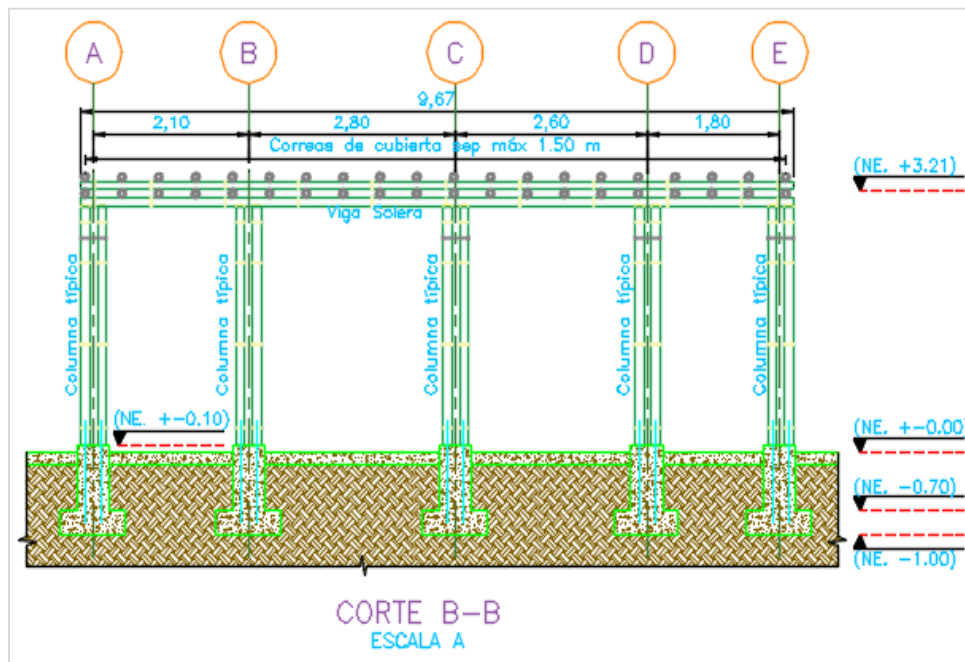 A B C D E
9,67
2,10 2,80 2,60 1,80
Correas de cubierta sep máx 1.50 m
(NE. +3.21)
Viga Solera
Columna típica
Columna típica
Columna típica
Columna típica
Columna típica
(NE. +-0.10)
(NE. +-0.00)
(NE. -0.70)
(NE. -1.00)
CORTE B-B
ESCALA A